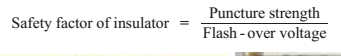 Safety factor of insulator = Puncture strength
Flash - over voltage